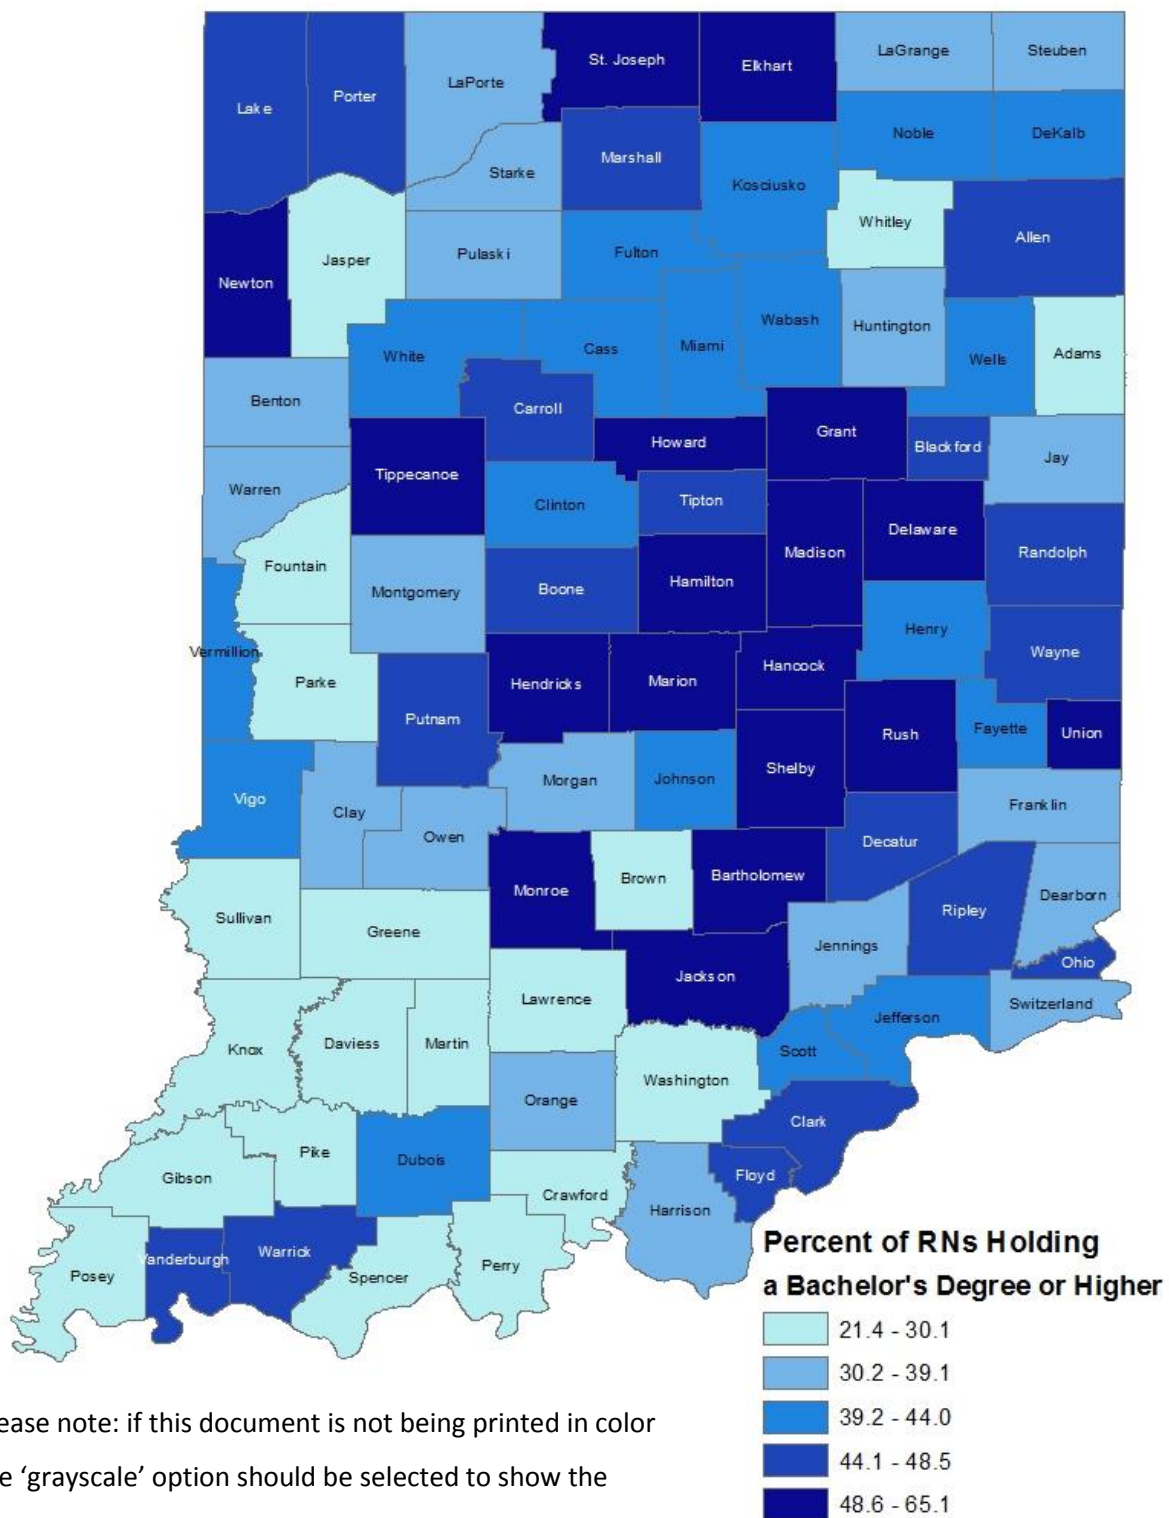 St. Joseph
Elkhart
LaGrange
Steuben
Lake
Porter
LaPorte
Noble
DeKalb
Starke
Marshall
Kosciusko
Whitley
Allen
Newton
Jasper
Pulaski
Fulton
Wabash
Huntington
White
Cass
Miami
Wells
Adams
Benton
Carroll
Howard
Grant
Blackford
Jay
Warren
Tippecanoe
Clinton
Tipton
Madison
Delaware
Randolph
Fountain
Montgomery
Boone
Hamilton
Henry
Wayne
Vermillion
Parke
Hendricks
Marion
Hancock
Putnam
Rush
Fayette
Union
Vigo
Clay
Morgan
Johnson
Shelby
Franklin
Owen
Decatur
Monroe
Brown
Bartholomew
Dearborn
Sullivan
Greene
Jennings
Ripley
Ohio
Lawrence
Jackson
Switzerland
Knox
Daviess
Martin
Jefferson
Scott
Washington
Orange
Clark
Pike
Dubois
Gibson
Crawford
Floyd
Harrison
Posey
Vanderburgh
Warrick
Spencer
Perry
Percent of RNs Holding
a Bachelor's Degree or Higher
21.4 - 30.1
30.2 - 39.1
39.2 - 44.0
44.1 - 48.5
48.6 - 65.1
ease note: if this document is not being printed in color
e ‘grayscale’ option should be selected to show the